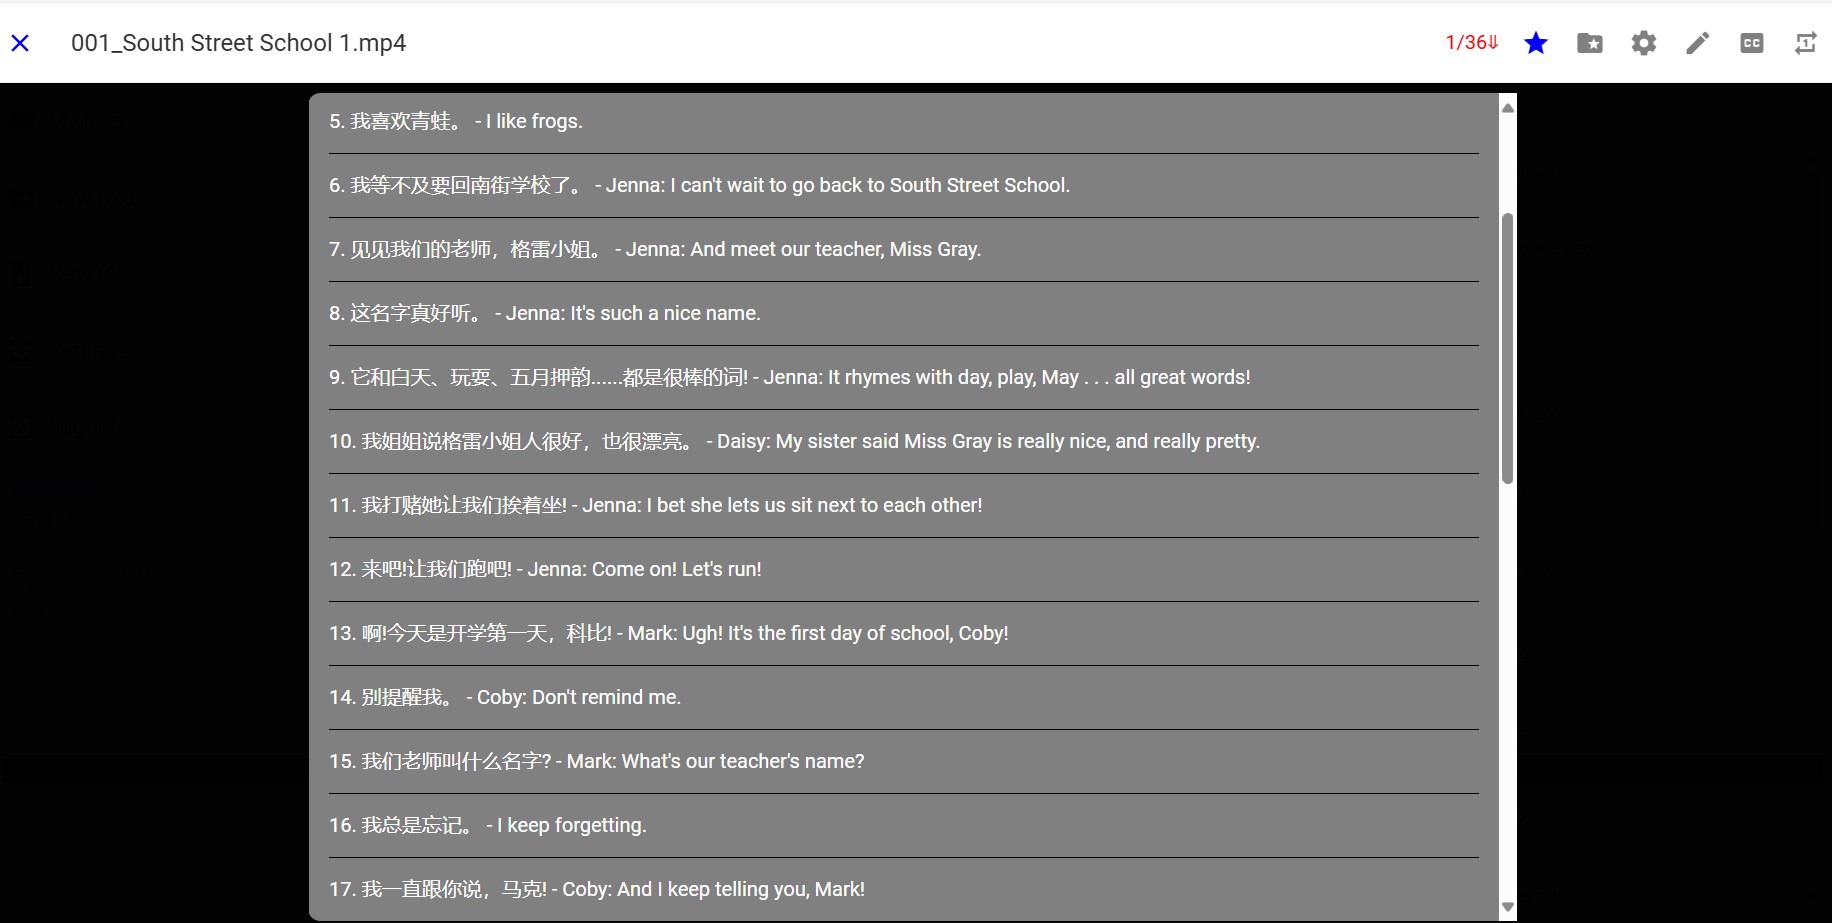 001_South Street School 1.mp4
1/36⇓
CC
1
5. 我喜欢青蛙。 - I like frogs.
6. 我等不及要回南街学校了。 - Jenna: I can't wait to go back to South Street School.
7. 见见我们的老师，格雷小姐。 - Jenna: And meet our teacher, Miss Gray.
8. 这名字真好听。 - Jenna: It's such a nice name.
9. 它和白天、玩耍、五月押韵......都是很棒的词! - Jenna: It rhymes with day, play, May . . . all great words!
10. 我姐姐说格雷小姐人很好，也很漂亮。 - Daisy: My sister said Miss Gray is really nice, and really pretty.
11. 我打赌她让我们挨着坐! - Jenna: I bet she lets us sit next to each other!
12. 来吧!让我们跑吧! - Jenna: Come on! Let's run!
13. 啊!今天是开学第一天，科比! - Mark: Ugh! It's the first day of school, Coby!
14. 别提醒我。 - Coby: Don't remind me.
15. 我们老师叫什么名字? - Mark: What's our teacher's name?
16. 我总是忘记。 - I keep forgetting.
17. 我一直跟你说，马克! - Coby: And I keep telling you, Mark!